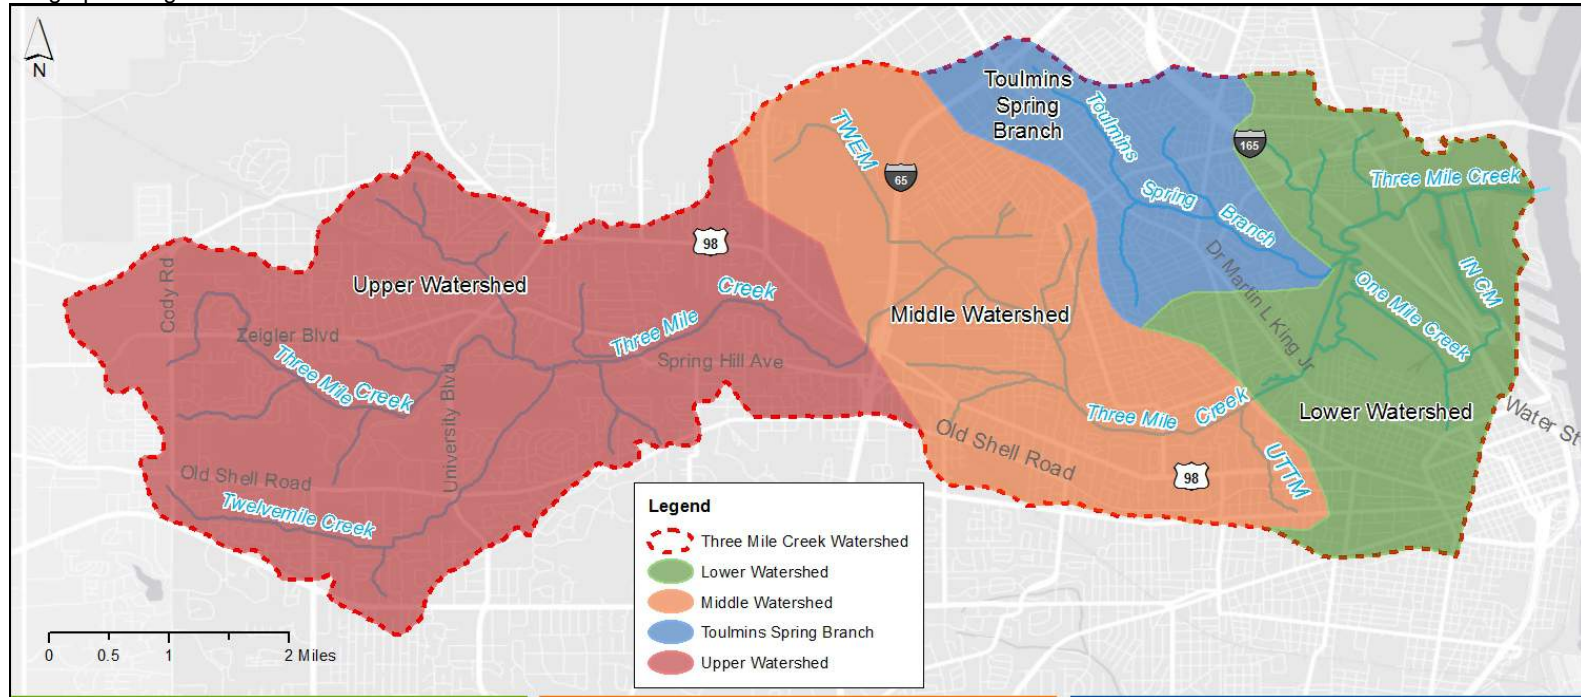 N
Toulmins
Spring
Branch
Toulmins
Spring
Branch
TWEM
65
165
Three Mile Creek
98
Cody Rd
Upper Watershed
Creek
Three Mile
Middle Watershed
Dr Martin L King Jr
One Mile Creek
INCM
Zeigler Blvd
Three Mile
Creek
Spring Hill Ave
University Blvd
Three Mile
Creek
Lower Watershed
Water St
Old Shell Road
Old Shell Road
98
UTTM
Twelvemile Creek
Legend
Three Mile Creek Watershed
Lower Watershed
Middle Watershed
Toulmins Spring Branch
Upper Watershed
0 0.5 1 2 Miles